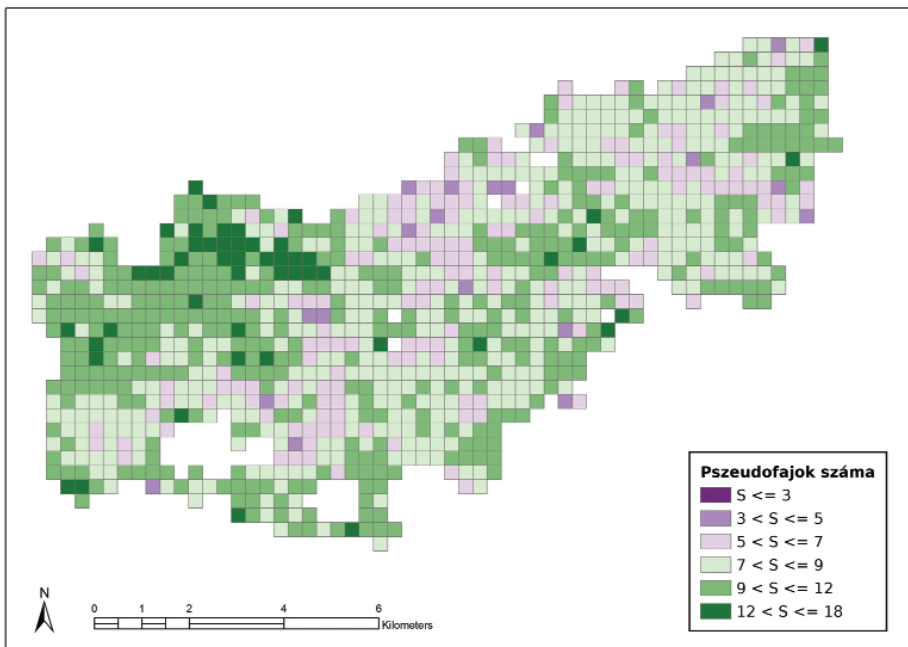 Pszeudofajok száma
S <= 3
3 < S <= 5
5 < S <= 7
7 < S <= 9
9 < S <= 12
12 < S <= 18
N
0 1 2 4 6
Kilometers